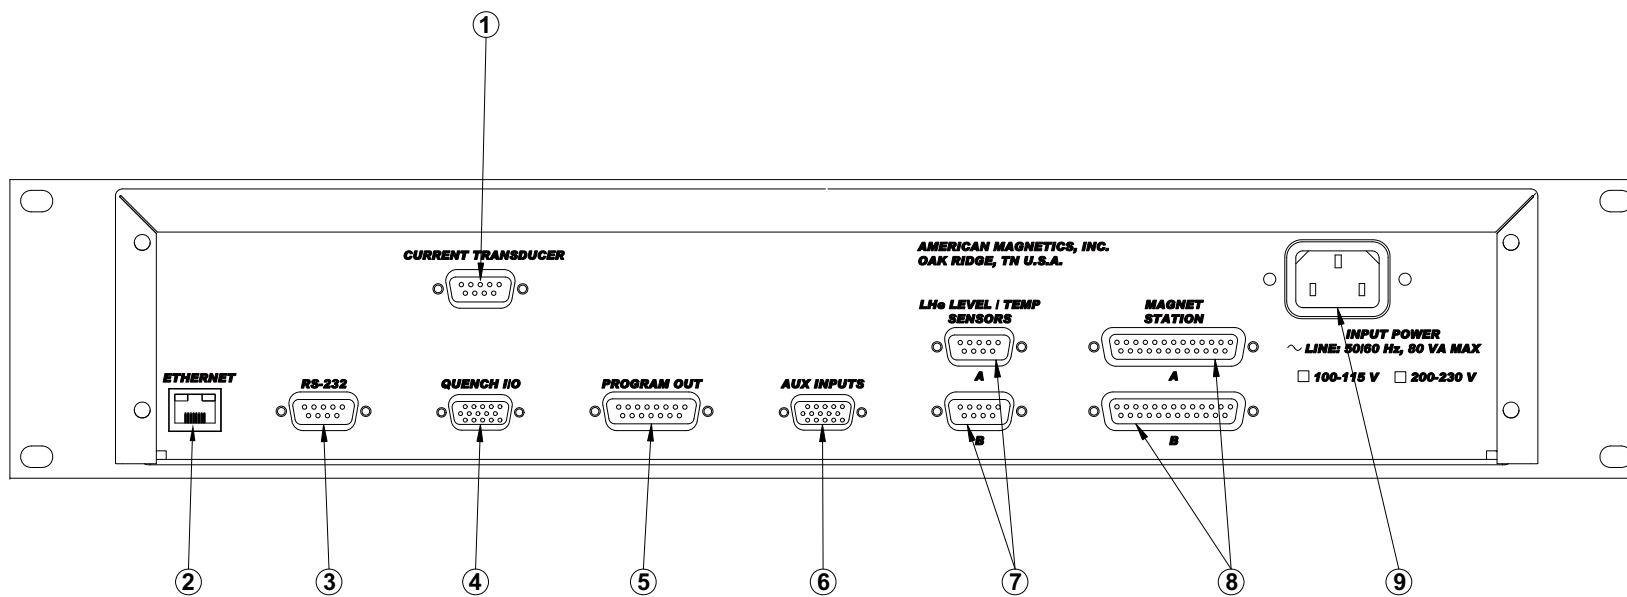 1
CURRENT TRANSDUCER
AMERICAN MAGNETICS, INC.
OAK RIDGE, TN U.S.A.
LHe LEVEL / TEMP
SENSORS
A
B
MAGNET
STATION
A
B
INPUT POWER
~ LINE: 50/60 Hz, 80 VA MAX
☐ 100-115 V ☐ 200-230 V
ETHERNET
RS-232
QUENCH I/O
PROGRAM OUT
AUX INPUTS
2
3
4
5
6
7
8
9